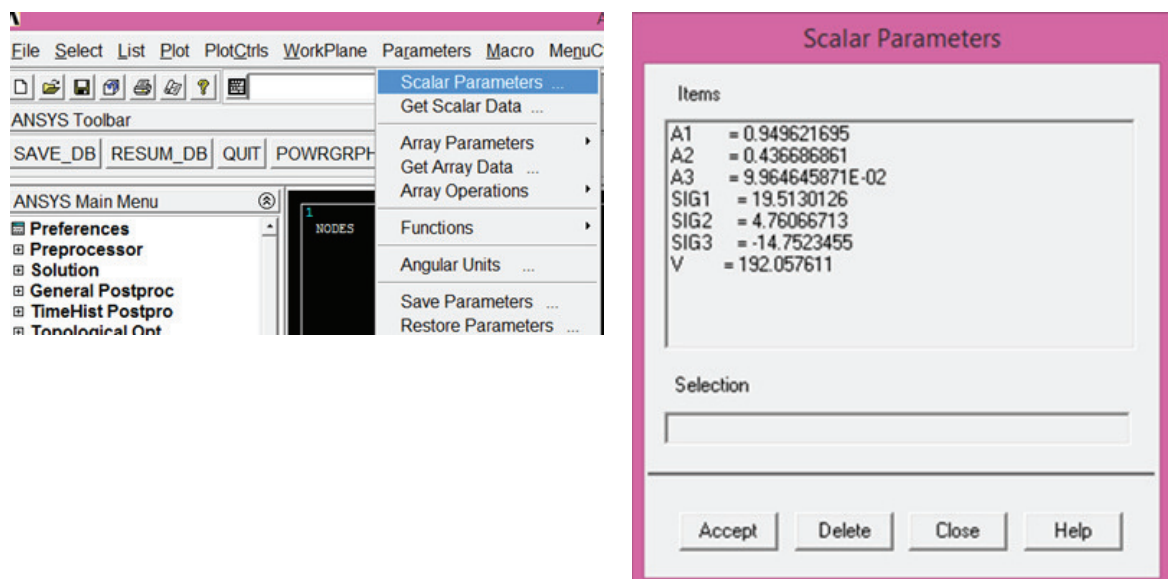 File Select List Plot PlotCtrls WorkPlane Parameters Macro MenuC
ANSYS Toolbar
SAVE_DB RESUM_DB QUIT POWRGRPH
ANSYS Main Menu
Preferences
Preprocessor
Solution
General Postproc
TimeHist Postpro
Topological Opt
1
NODES
Scalar Parameters ...
Get Scalar Data ...
Array Parameters
Get Array Data ...
Array Operations
Functions
Angular Units ...
Save Parameters ...
Restore Parameters ...
Scalar Parameters
Items
A1 = 0.949621695
A2 = 0.436686861
A3 = 9.964645871E-02
SIG1 = 19.5130126
SIG2 = 4.76066713
SIG3 = -14.7523455
V = 192.057611
Selection
Accept Delete Close Help